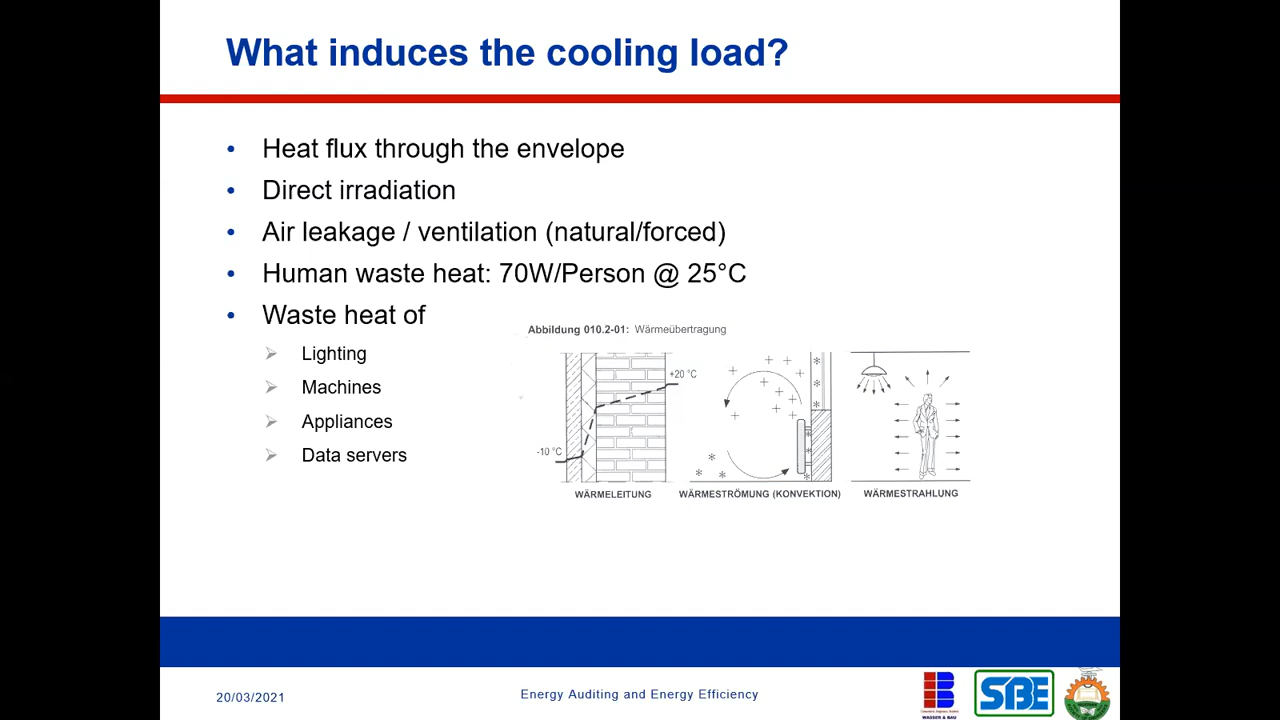 What induces the cooling load?
• Heat flux through the envelope
• Direct irradiation
• Air leakage / ventilation (natural/forced)
• Human waste heat: 70W/Person @ 25°C
• Waste heat of
Lighting
Machines
Appliances
Data servers
Abbildung 010.2-01: Wärmeübertragung
+20 °C
-10 °C
WÄRMELEITUNG
WÄRMESTRÖMUNG (KONVEKTION)
WÄRMESTRAHLUNG
20/03/2021
Energy Auditing and Energy Efficiency
WASSER & BAU
SBE